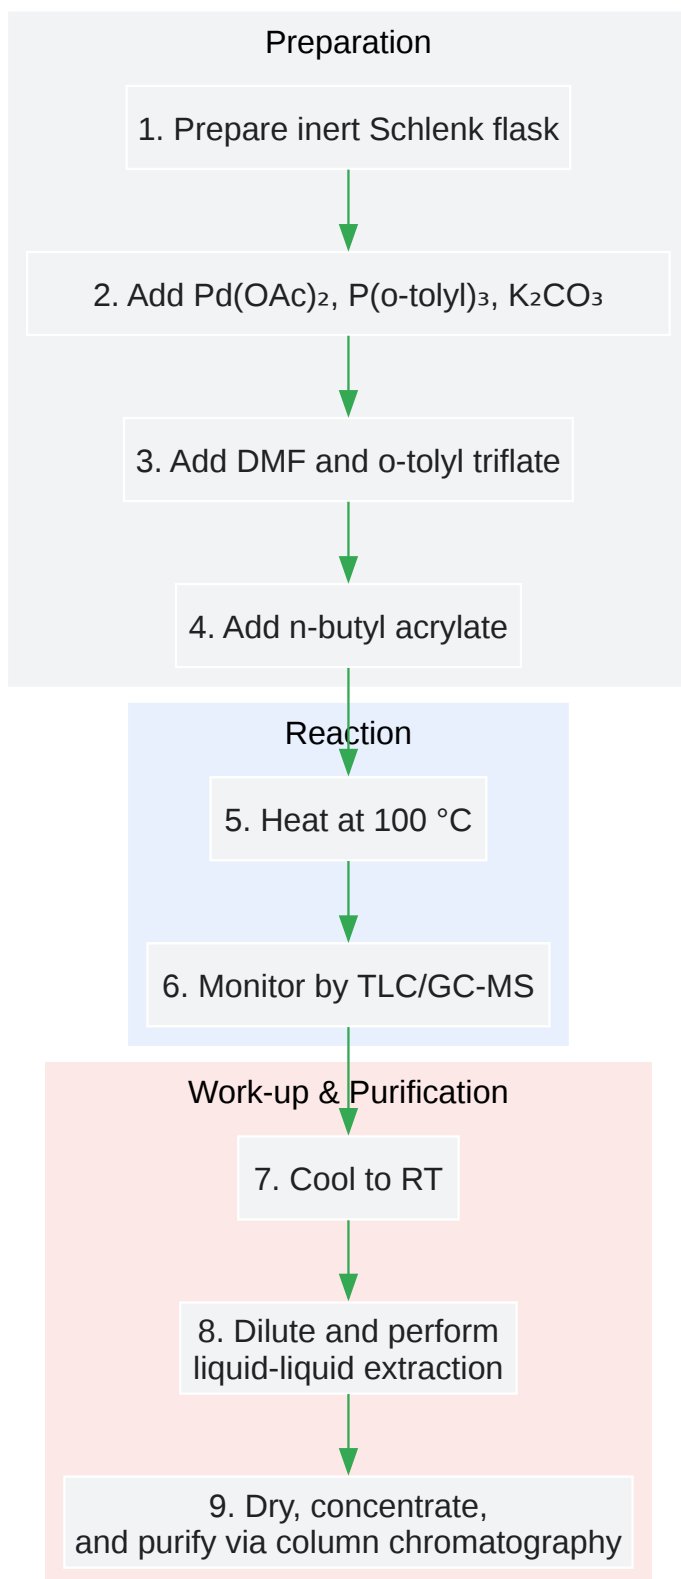 Preparation
1. Prepare inert Schlenk flask
2. Add Pd(OAc)₂, P(o-tolyl)₃, K₂CO₃
3. Add DMF and o-tolyl triflate
4. Add n-butyl acrylate
Reaction
5. Heat at 100 °C
6. Monitor by TLC/GC-MS
Work-up & Purification
7. Cool to RT
8. Dilute and perform
liquid-liquid extraction
9. Dry, concentrate,
and purify via column chromatography